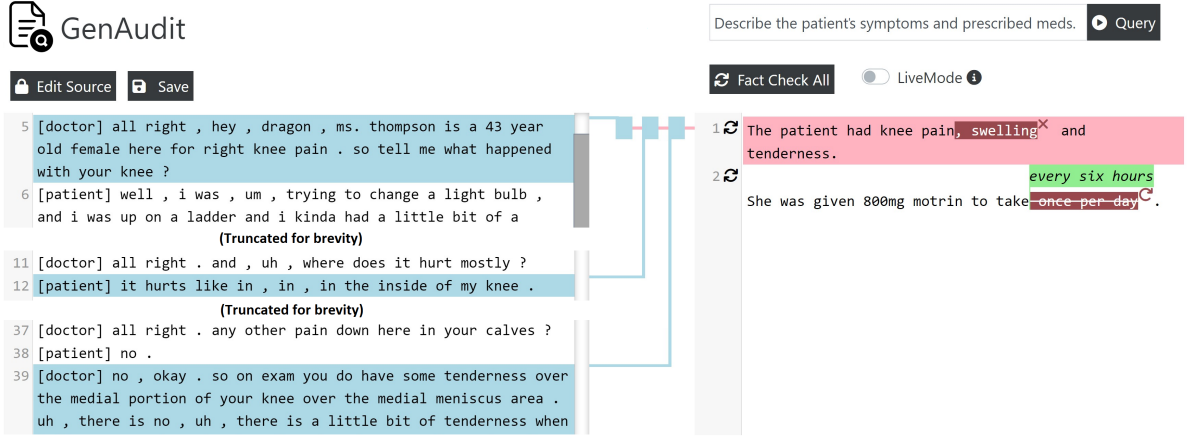 GenAudit
Describe the patient's symptoms and prescribed meds.
Query
Edit Source
Save
Fact Check All
LiveMode
5 [doctor] all right , hey , dragon , ms. thompson is a 43 year
old female here for right knee pain . so tell me what happened
with your knee ?
6 [patient] well , i was , um , trying to change a light bulb ,
and i was up on a ladder and i kinda had a little bit of a
(Truncated for brevity)
11 [doctor] all right . and , uh , where does it hurt mostly ?
12 [patient] it hurts like in , in , in the inside of my knee .
(Truncated for brevity)
37 [doctor] all right . any other pain down here in your calves ?
38 [patient] no .
39 [doctor] no , okay . so on exam you do have some tenderness over
the medial portion of your knee over the medial meniscus area .
uh , there is no , uh , there is a little bit of tenderness when
1 The patient had knee pain, swelling and
tenderness.
every six hours
2 She was given 800mg motrin to take once per day.